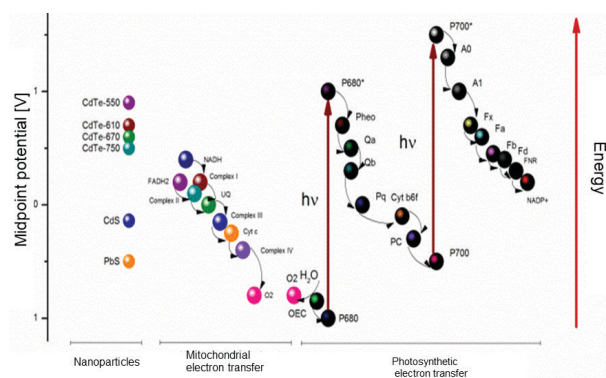 Midpoint potential [V]
1
0
1
CdTe-550
CdTe-610
CdTe-670
CdTe-750
CdS
PbS
NADH
FADH2
Complex I
Complex II
UQ
Complex III
Cyt c
Complex IV
O2
O2 H₂O
OEC
P680
hν
P680*
Pheo
Qa
Qb
Pq
Cyt b6f
PC
P700
hν
P700*
A0
A1
Fx
Fa
Fb
Fd
FNR
NADP+
Energy
Nanoparticles
Mitochondrial
electron transfer
Photosynthetic
electron transfer